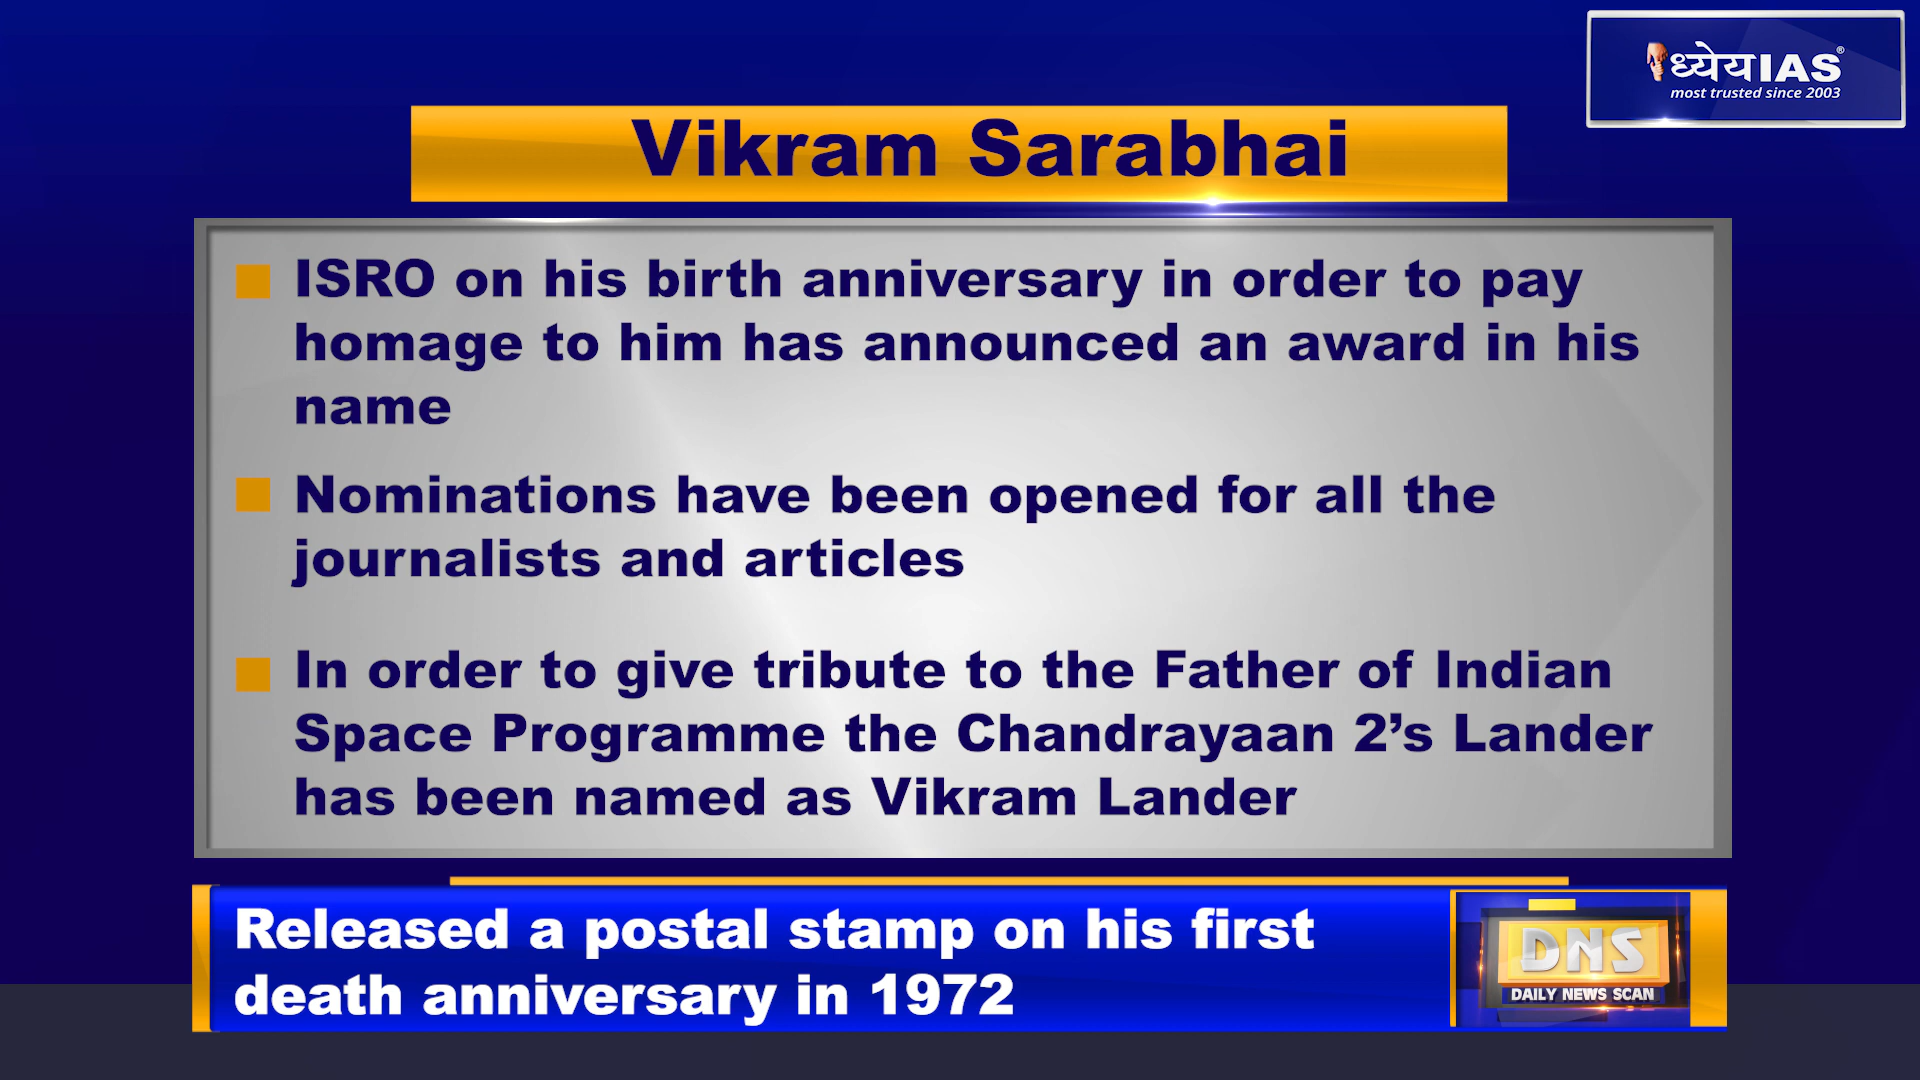 ध्येयIAS®
most trusted since 2003
Vikram Sarabhai
ISRO on his birth anniversary in order to pay
homage to him has announced an award in his
name
Nominations have been opened for all the
journalists and articles
In order to give tribute to the Father of Indian
Space Programme the Chandrayaan 2’s Lander
has been named as Vikram Lander
Released a postal stamp on his first
death anniversary in 1972
DNS
DAILY NEWS SCAN